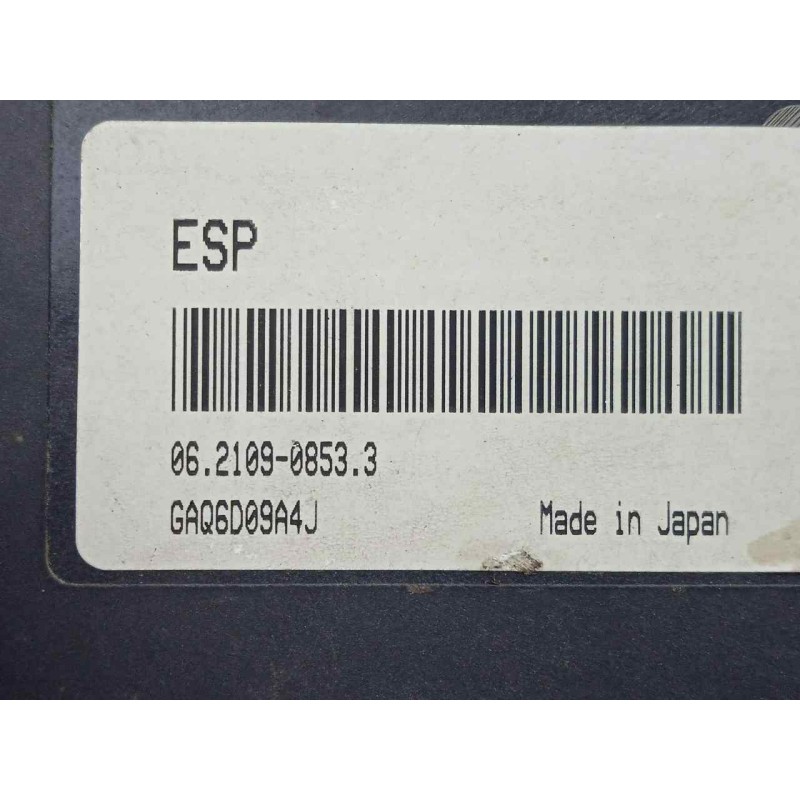 ESP
06.2109-0853.3
GAQ6D09A4J Made in Japan